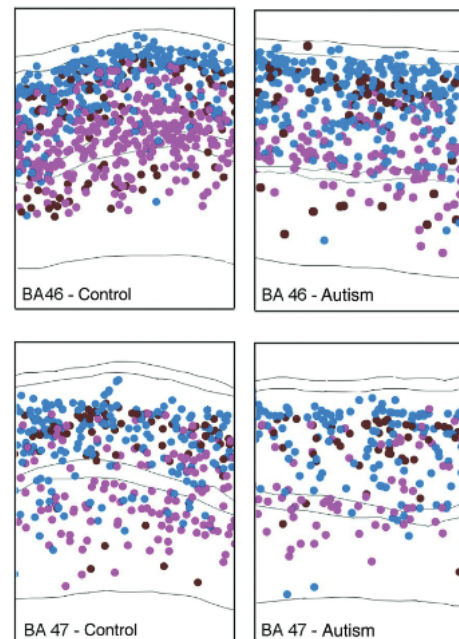 BA46 - Control
BA 46 - Autism
BA 47 - Control
BA 47 - Autism